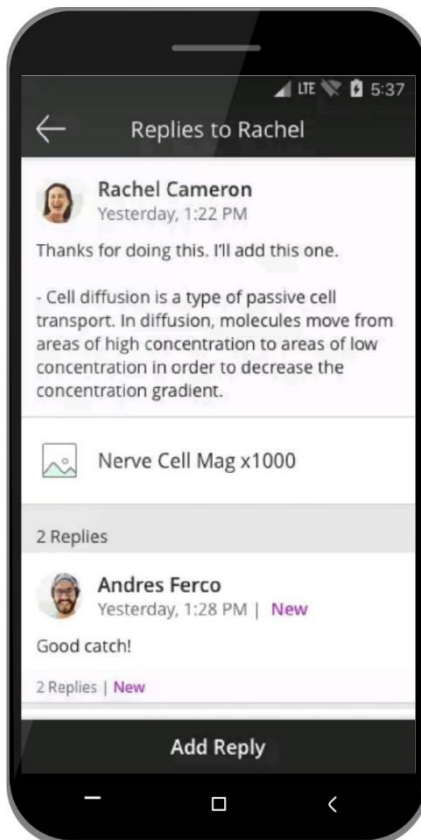 LTE 5:37
Replies to Rachel
Rachel Cameron
Yesterday, 1:22 PM
Thanks for doing this. I'll add this one.
- Cell diffusion is a type of passive cell
transport. In diffusion, molecules move from
areas of high concentration to areas of low
concentration in order to decrease the
concentration gradient.
Nerve Cell Mag x1000
2 Replies
Andres Ferco
Yesterday, 1:28 PM | New
Good catch!
2 Replies | New
Add Reply